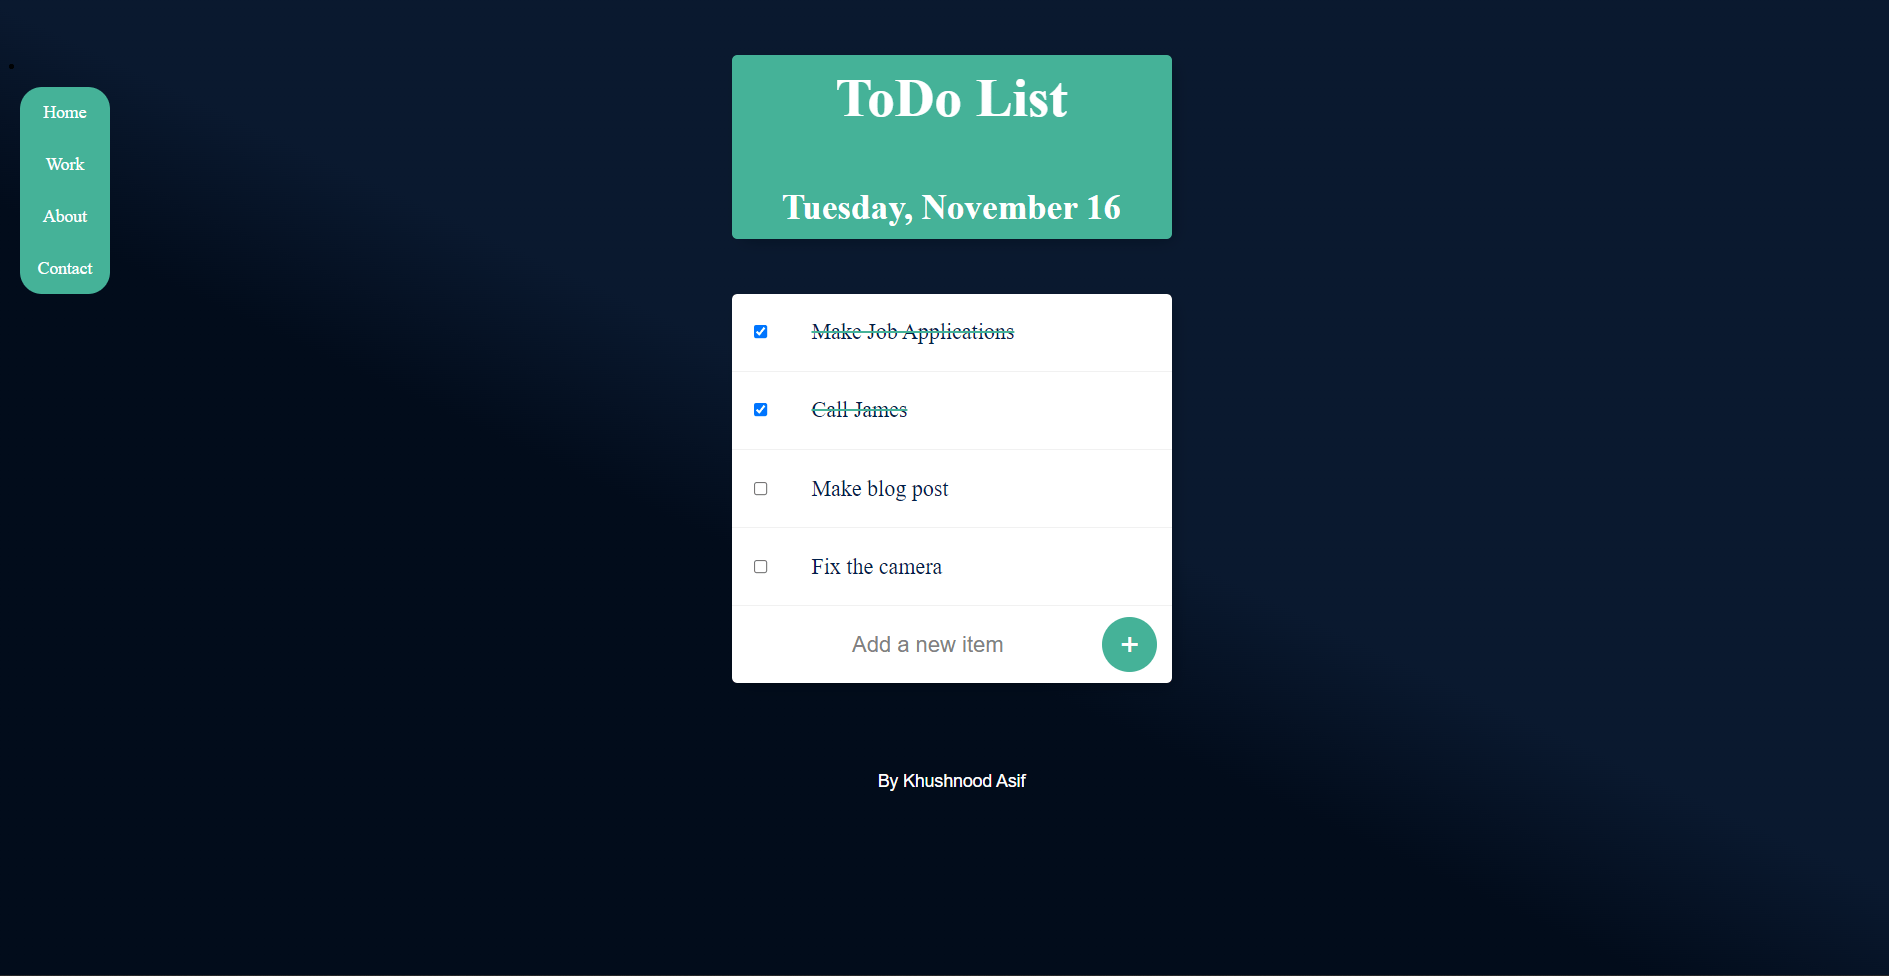 Home
Work
About
Contact
ToDo List
Tuesday, November 16
Make Job Applications
Call James
Make blog post
Fix the camera
Add a new item
+
By Khushnood Asif